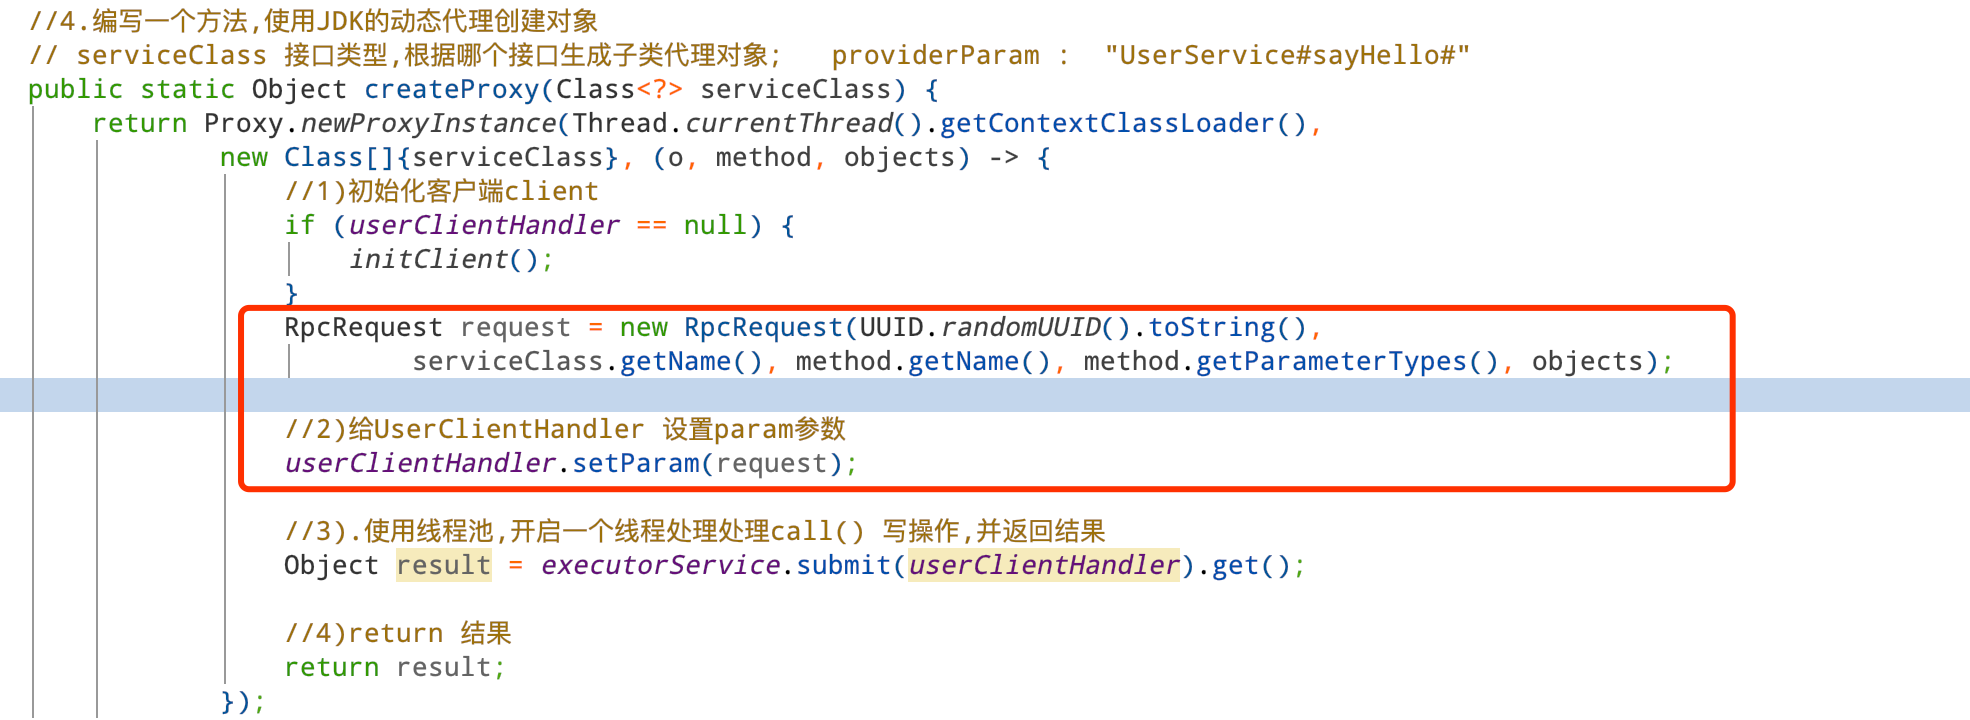 //4.编写一个方法,使用JDK的动态代理创建对象
// serviceClass 接口类型,根据哪个接口生成子类代理对象;   providerParam :  "UserService#sayHello#"
public static Object createProxy(Class<?> serviceClass) {
    return Proxy.newProxyInstance(Thread.currentThread().getContextClassLoader(),
            new Class[]{serviceClass}, (o, method, objects) -> {
                //1)初始化客户端client
                if (userClientHandler == null) {
                    initClient();
                }
                RpcRequest request = new RpcRequest(UUID.randomUUID().toString(),
                        serviceClass.getName(), method.getName(), method.getParameterTypes(), objects);
                //2)给UserClientHandler 设置param参数
                userClientHandler.setParam(request);
                //3).使用线程池,开启一个线程处理处理call() 写操作,并返回结果
                Object result = executorService.submit(userClientHandler).get();
                //4)return 结果
                return result;
            });